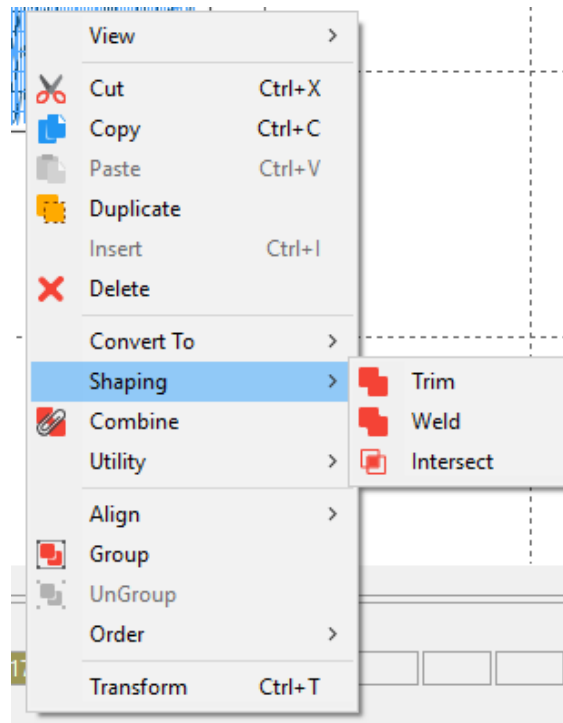 View
Cut Ctrl+X
Copy Ctrl+C
Paste Ctrl+V
Duplicate
Insert Ctrl+I
Delete
Convert To
Shaping
Trim
Combine
Weld
Utility
Intersect
Align
Group
UnGroup
Order
Transform Ctrl+T